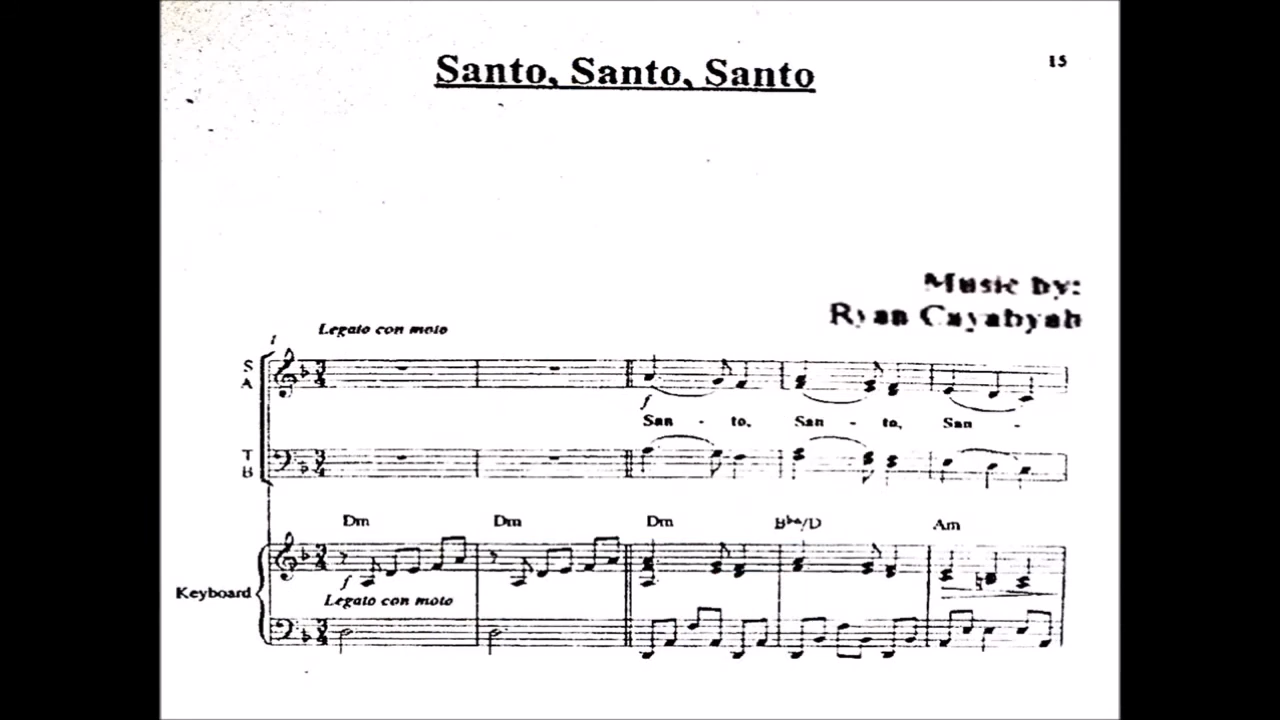 Santo, Santo, Santo
15
Music by:
Ryan Cayabyab
Legato con moto
1
S
A
f
San - to, San - to, San -
T
B
Dm Dm Dm Am
Keyboard
f
Legato con moto